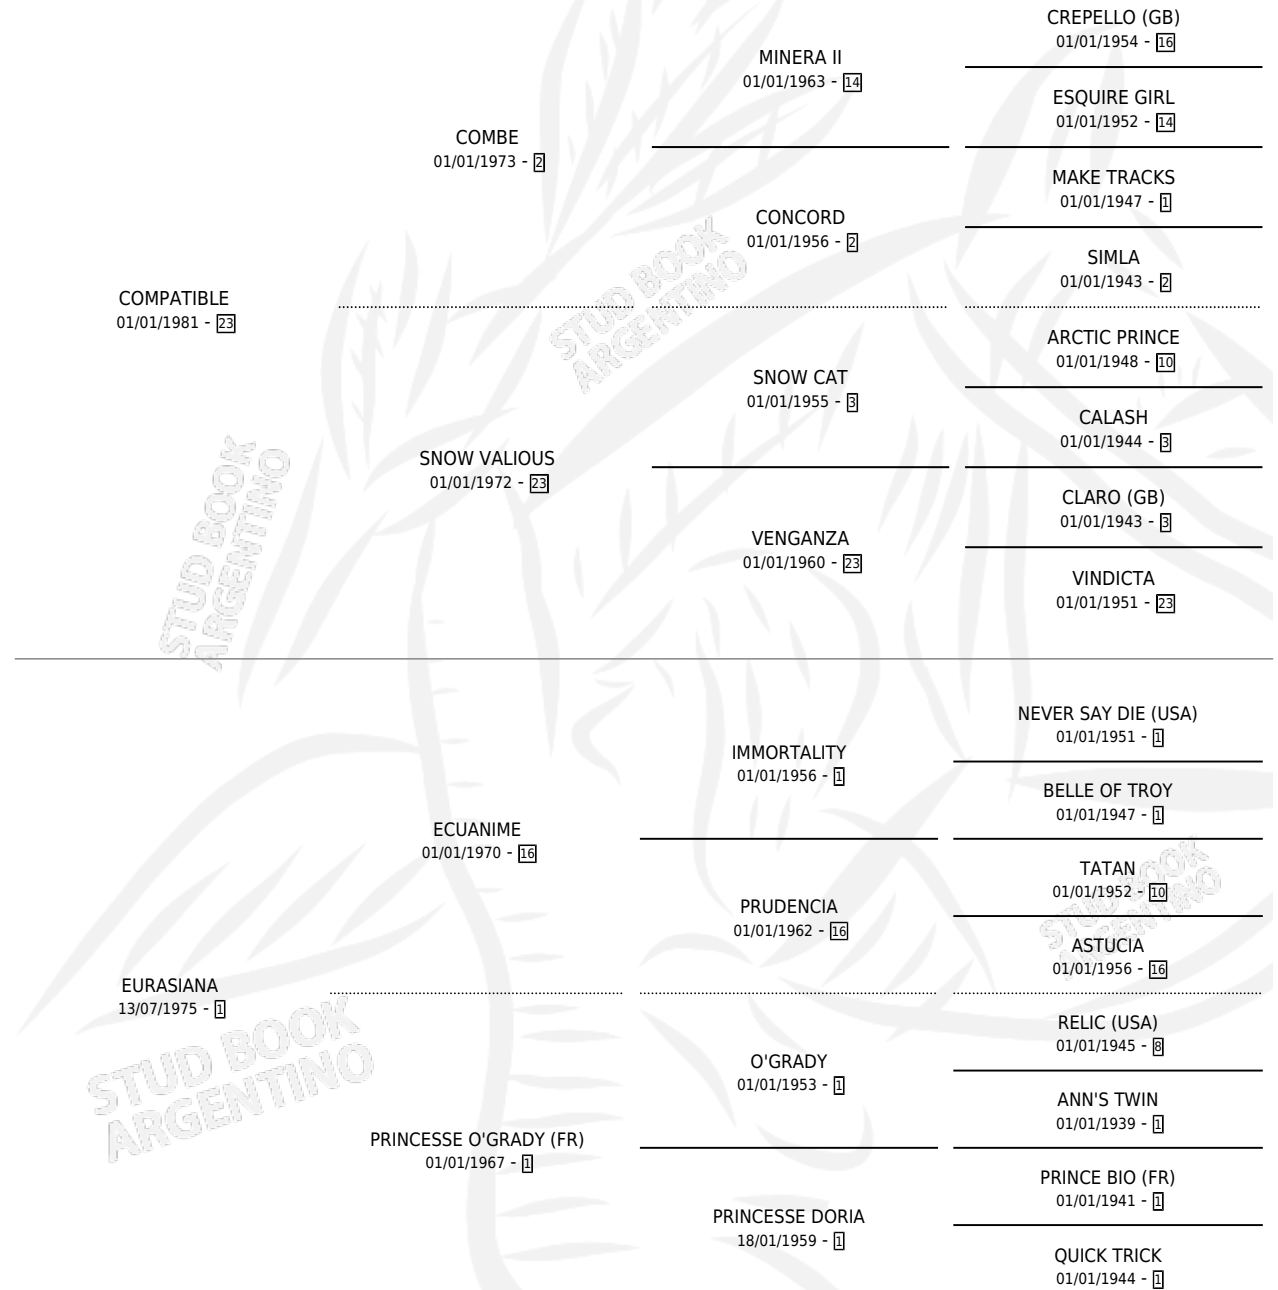 CREPELLO (GB)
01/01/1954 - 16
MINERA II
01/01/1963 - 14
ESQUIRE GIRL
01/01/1952 - 14
COMBE
01/01/1973 - 2
MAKE TRACKS
01/01/1947 - 1
CONCORD
01/01/1956 - 2
SIMLA
01/01/1943 - 2
COMPATIBLE
01/01/1981 - 23
STUD BOOK
ARGENTINO
ARCTIC PRINCE
01/01/1948 - 10
SNOW CAT
01/01/1955 - 3
CALASH
01/01/1944 - 3
SNOW VALIOUS
01/01/1972 - 23
CLARO (GB)
01/01/1943 - 3
VENGANZA
01/01/1960 - 23
VINDICTA
01/01/1951 - 23
STUD BOOK
ARGENTINO
NEVER SAY DIE (USA)
01/01/1951 - 1
IMMORTALITY
01/01/1956 - 1
BELLE OF TROY
01/01/1947 - 1
ECUANIME
01/01/1970 - 16
TATAN
01/01/1952 - 10
PRUDENCIA
01/01/1962 - 16
ASTUCIA
01/01/1956 - 16
STUD BOOK
ARGENTINO
EURASIANA
13/07/1975 - 1
RELIC (USA)
01/01/1945 - 8
O'GRADY
01/01/1953 - 1
ANN'S TWIN
01/01/1939 - 1
STUD BOOK
ARGENTINO
PRINCESSE O'GRADY (FR)
01/01/1967 - 1
PRINCE BIO (FR)
01/01/1941 - 1
PRINCESSE DORIA
18/01/1959 - 1
QUICK TRICK
01/01/1944 - 1